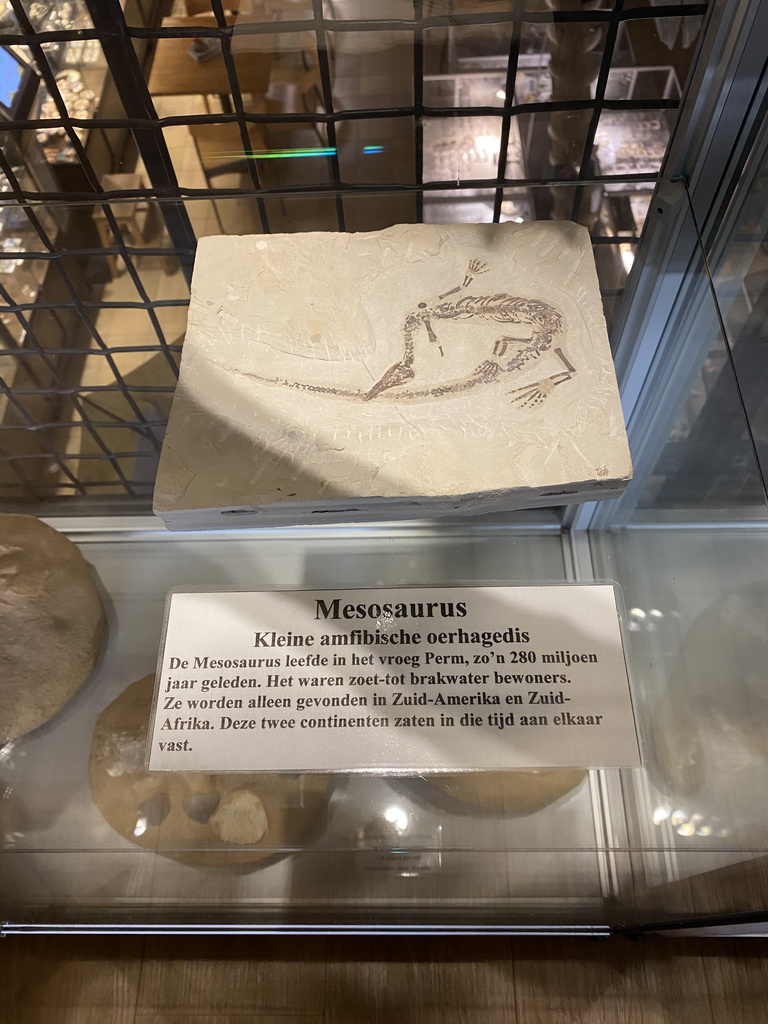 Mesosaurus
Kleine amfibische oerhagedis
De Mesosaurus leefde in het vroeg Perm, zo'n 280 miljoen
jaar geleden. Het waren zoet-tot brakwater bewoners.
Ze worden alleen gevonden in Zuid-Amerika en Zuid-
Afrika. Deze twee continenten zaten in die tijd aan elkaar
vast.